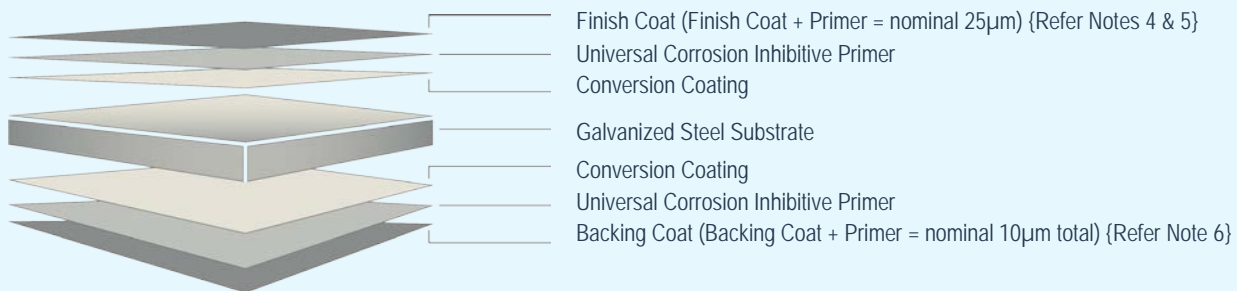 Finish Coat (Finish Coat + Primer = nominal 25µm) {Refer Notes 4 & 5}
Universal Corrosion Inhibitive Primer
Conversion Coating
Galvanized Steel Substrate
Conversion Coating
Universal Corrosion Inhibitive Primer
Backing Coat (Backing Coat + Primer = nominal 10µm total) {Refer Note 6}